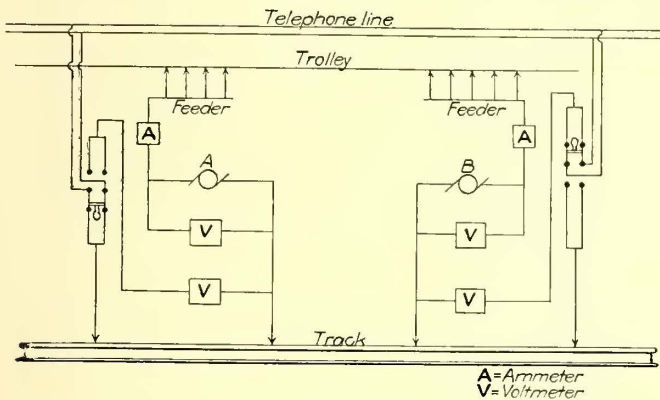 Telephone line
Trolley
Feeder
Feeder
A
A
A
B
V
V
V
V
Track
A=Ammeter
V=Voltmeter